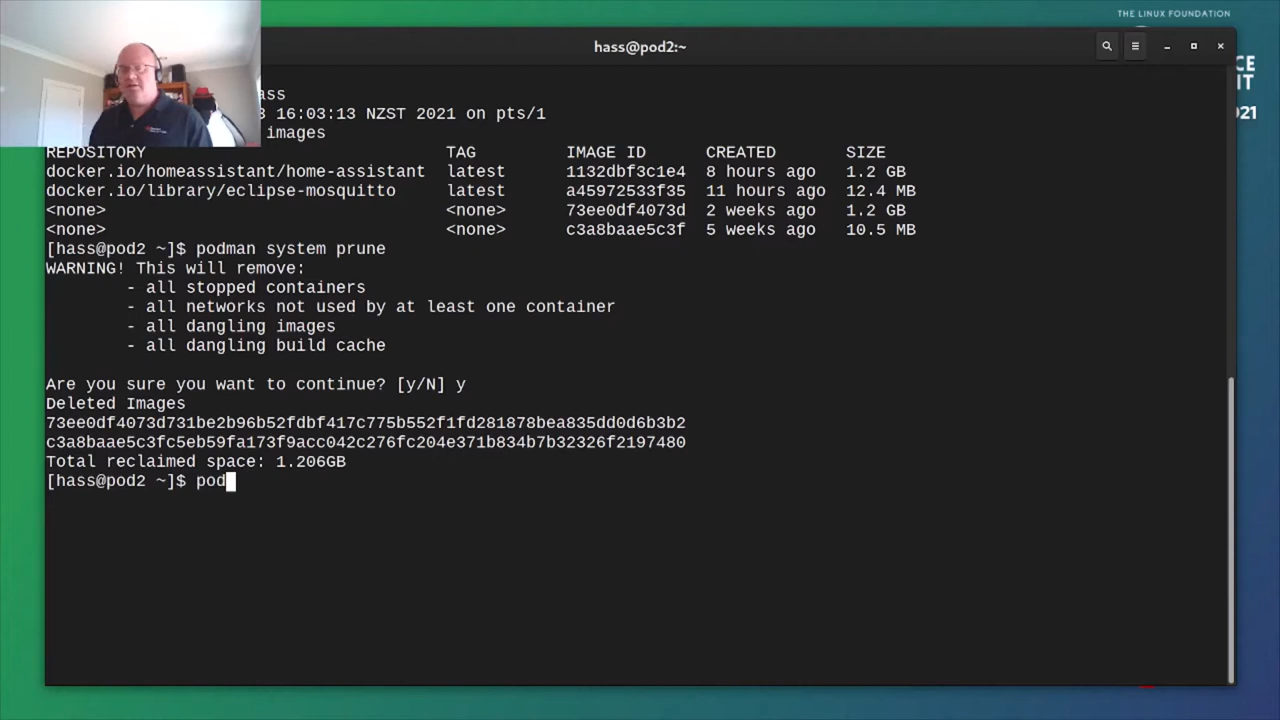 THE LINUX FOUNDATION
hass@pod2:~
CE
IT
2021
ass
16:03:13 NZST 2021 on pts/1
images
REPOSITORY TAG IMAGE ID CREATED SIZE
docker.io/homeassistant/home-assistant latest 1132dbf3c1e4 8 hours ago 1.2 GB
docker.io/library/eclipse-mosquitto latest a45972533f35 11 hours ago 12.4 MB
<none> <none> 73ee0df4073d 2 weeks ago 1.2 GB
<none> <none> c3a8baae5c3f 5 weeks ago 10.5 MB
[hass@pod2 ~]$ podman system prune
WARNING! This will remove:
- all stopped containers
- all networks not used by at least one container
- all dangling images
- all dangling build cache
Are you sure you want to continue? [y/N] y
Deleted Images
73ee0df4073d731be2b96b52fdbf417c775b552f1fd281878bea835dd0d6b3b2
c3a8baae5c3fc5eb59fa173f9acc042c276fc204e371b834b7b32326f2197480
Total reclaimed space: 1.206GB
[hass@pod2 ~]$ pod